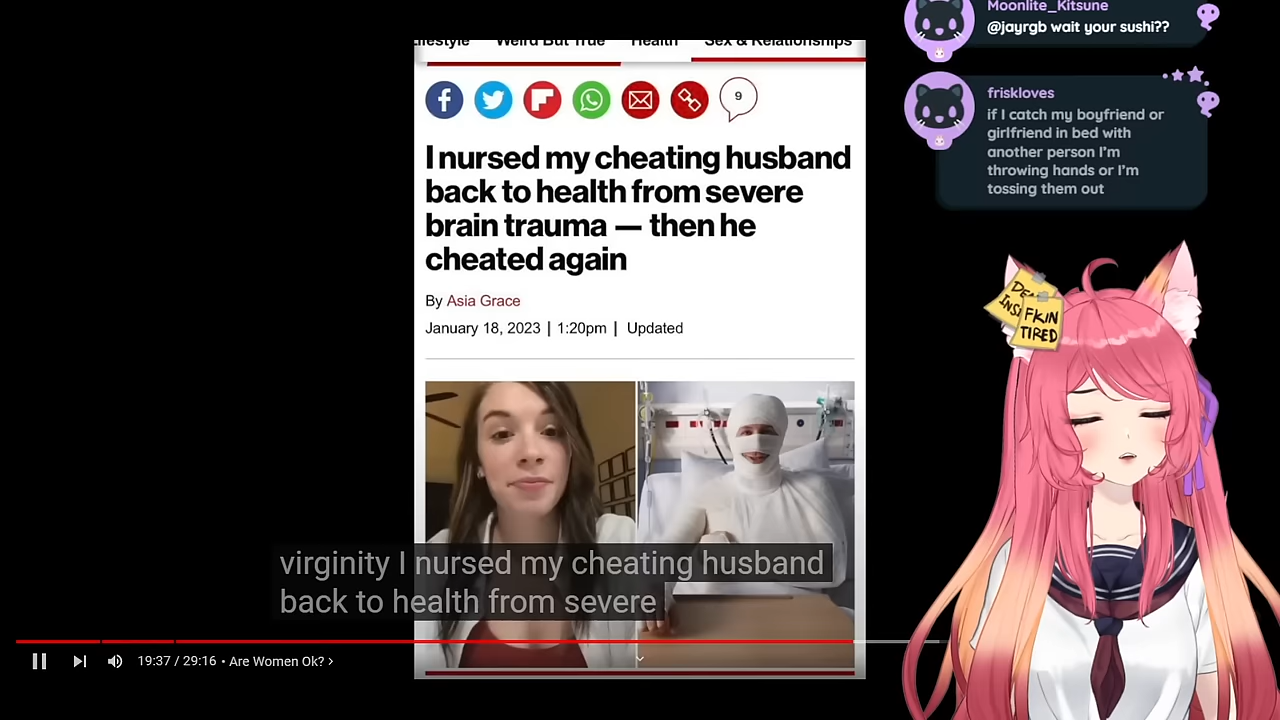 Lifestyle Weird But True Health Sex & Relationships
9
I nursed my cheating husband
back to health from severe
brain trauma — then he
cheated again
By Asia Grace
January 18, 2023 | 1:20pm | Updated
virginity I nursed my cheating husband
back to health from severe
19:37 / 29:16 • Are Women Ok? >
Moonlite_Kitsune
@jayrgb wait your sushi??
friskloves
if I catch my boyfriend or
girlfriend in bed with
another person I'm
throwing hands or I'm
tossing them out
FKIN
TIRED